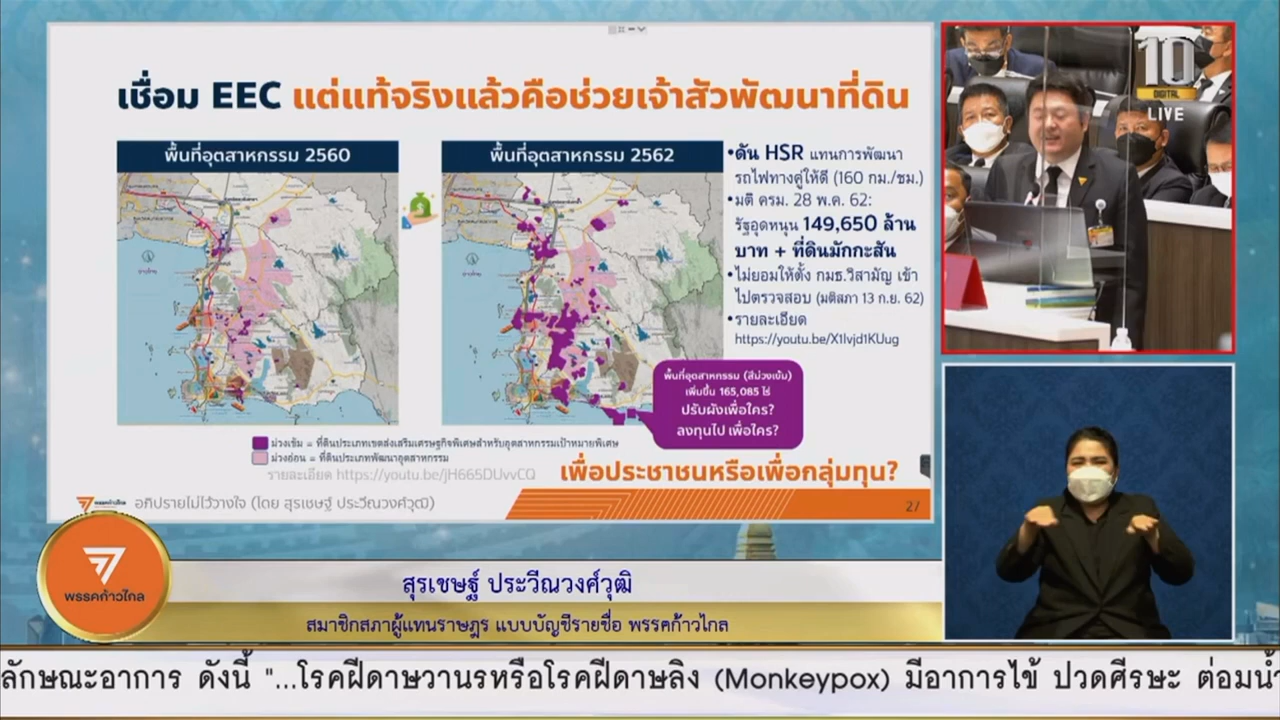 เชื่อม EEC แต่แท้จริงแล้วคือช่วยเจ้าสัวพัฒนาที่ดิน
พื้นที่อุตสาหกรรม 2560
พื้นที่อุตสาหกรรม 2562
•ดัน HSR แทนการพัฒนา
รถไฟทางคู่ให้ดี (160 กม./ชม.)
•มติ ครม. 28 พ.ค. 62:
รัฐอุดหนุน 149,650 ล้าน
บาท + ที่ดินมักกะสัน
•ไม่ยอมให้ตั้ง กมธ.วิสามัญ เข้า
ไปตรวจสอบ (มติสภา 13 ก.ย. 62)
•รายละเอียด
https://youtu.be/X1lvjd1KUug
พื้นที่อุตสาหกรรม (สีม่วงเข้ม)
เพิ่มขึ้น 165,085 ไร่
ปรับผังเพื่อใคร?
ลงทุนไป เพื่อใคร?
ม่วงเข้ม = ที่ดินประเภทเขตส่งเสริมเศรษฐกิจพิเศษสำหรับอุตสาหกรรมเป้าหมายพิเศษ
ม่วงอ่อน = ที่ดินประเภทพัฒนาอุตสาหกรรม
รายละเอียด https://youtu.be/jH665DUvvCQ
เพื่อประชาชนหรือเพื่อกลุ่มทุน?
พรรคก้าวไกล
อภิปรายไม่ไว้วางใจ (โดย สุรเชษฐ์ ประวีณวงศ์วุฒิ)
27
10
DIGITAL
LIVE
พรรคก้าวไกล
สุรเชษฐ์ ประวีณวงศ์วุฒิ
สมาชิกสภาผู้แทนราษฎร แบบบัญชีรายชื่อ พรรคก้าวไกล
ลักษณะอาการ ดังนี้ "...โรคฝีดาษวานรหรือโรคฝีดาษลิง (Monkeypox) มีอาการไข้ ปวดศีรษะ ต่อมน้ำ